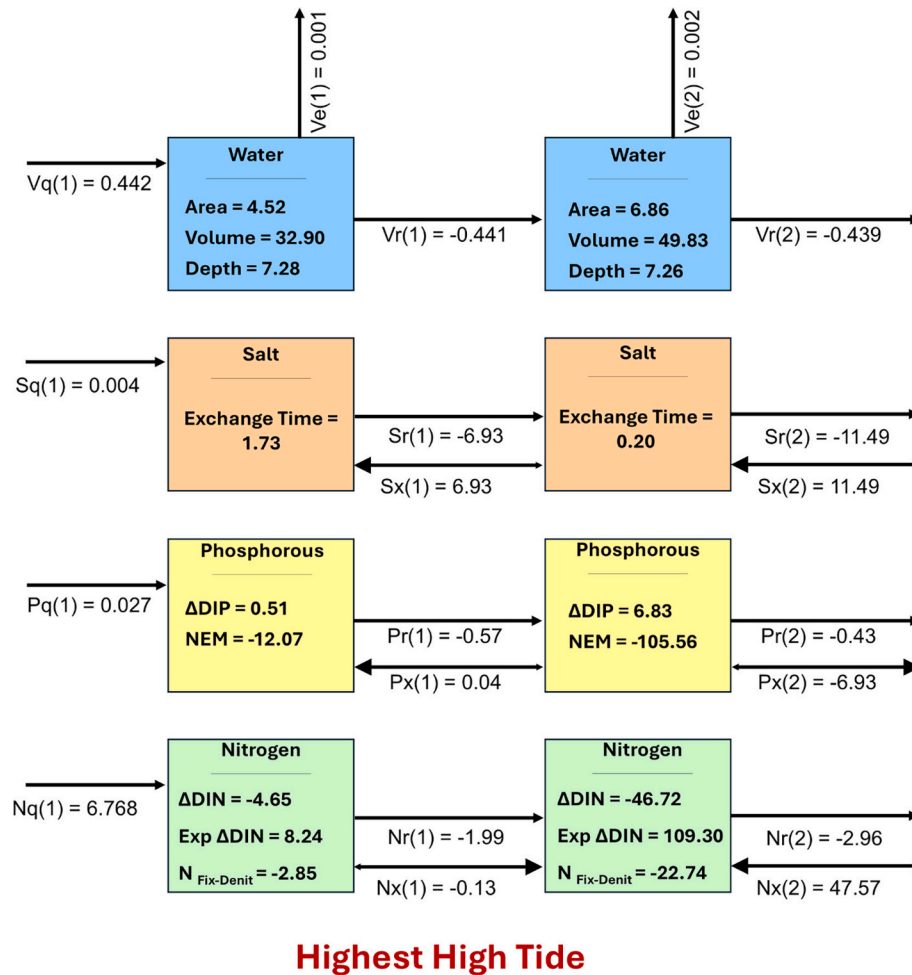 Ve(1) = 0.001
Ve(2) = 0.002
Vq(1) = 0.442
Water
Area = 4.52
Volume = 32.90
Depth = 7.28
Vr(1) = -0.441
Water
Area = 6.86
Volume = 49.83
Depth = 7.26
Vr(2) = -0.439
Sq(1) = 0.004
Salt
Exchange Time =
1.73
Sr(1) = -6.93
Sx(1) = 6.93
Salt
Exchange Time =
0.20
Sr(2) = -11.49
Sx(2) = 11.49
Pq(1) = 0.027
Phosphorous
ΔDIP = 0.51
NEM = -12.07
Pr(1) = -0.57
Px(1) = 0.04
Phosphorous
ΔDIP = 6.83
NEM = -105.56
Pr(2) = -0.43
Px(2) = -6.93
Nq(1) = 6.768
Nitrogen
ΔDIN = -4.65
Exp ΔDIN = 8.24
N Fix-Denit = -2.85
Nr(1) = -1.99
Nx(1) = -0.13
Nitrogen
ΔDIN = -46.72
Exp ΔDIN = 109.30
N Fix-Denit = -22.74
Nr(2) = -2.96
Nx(2) = 47.57
Highest High Tide